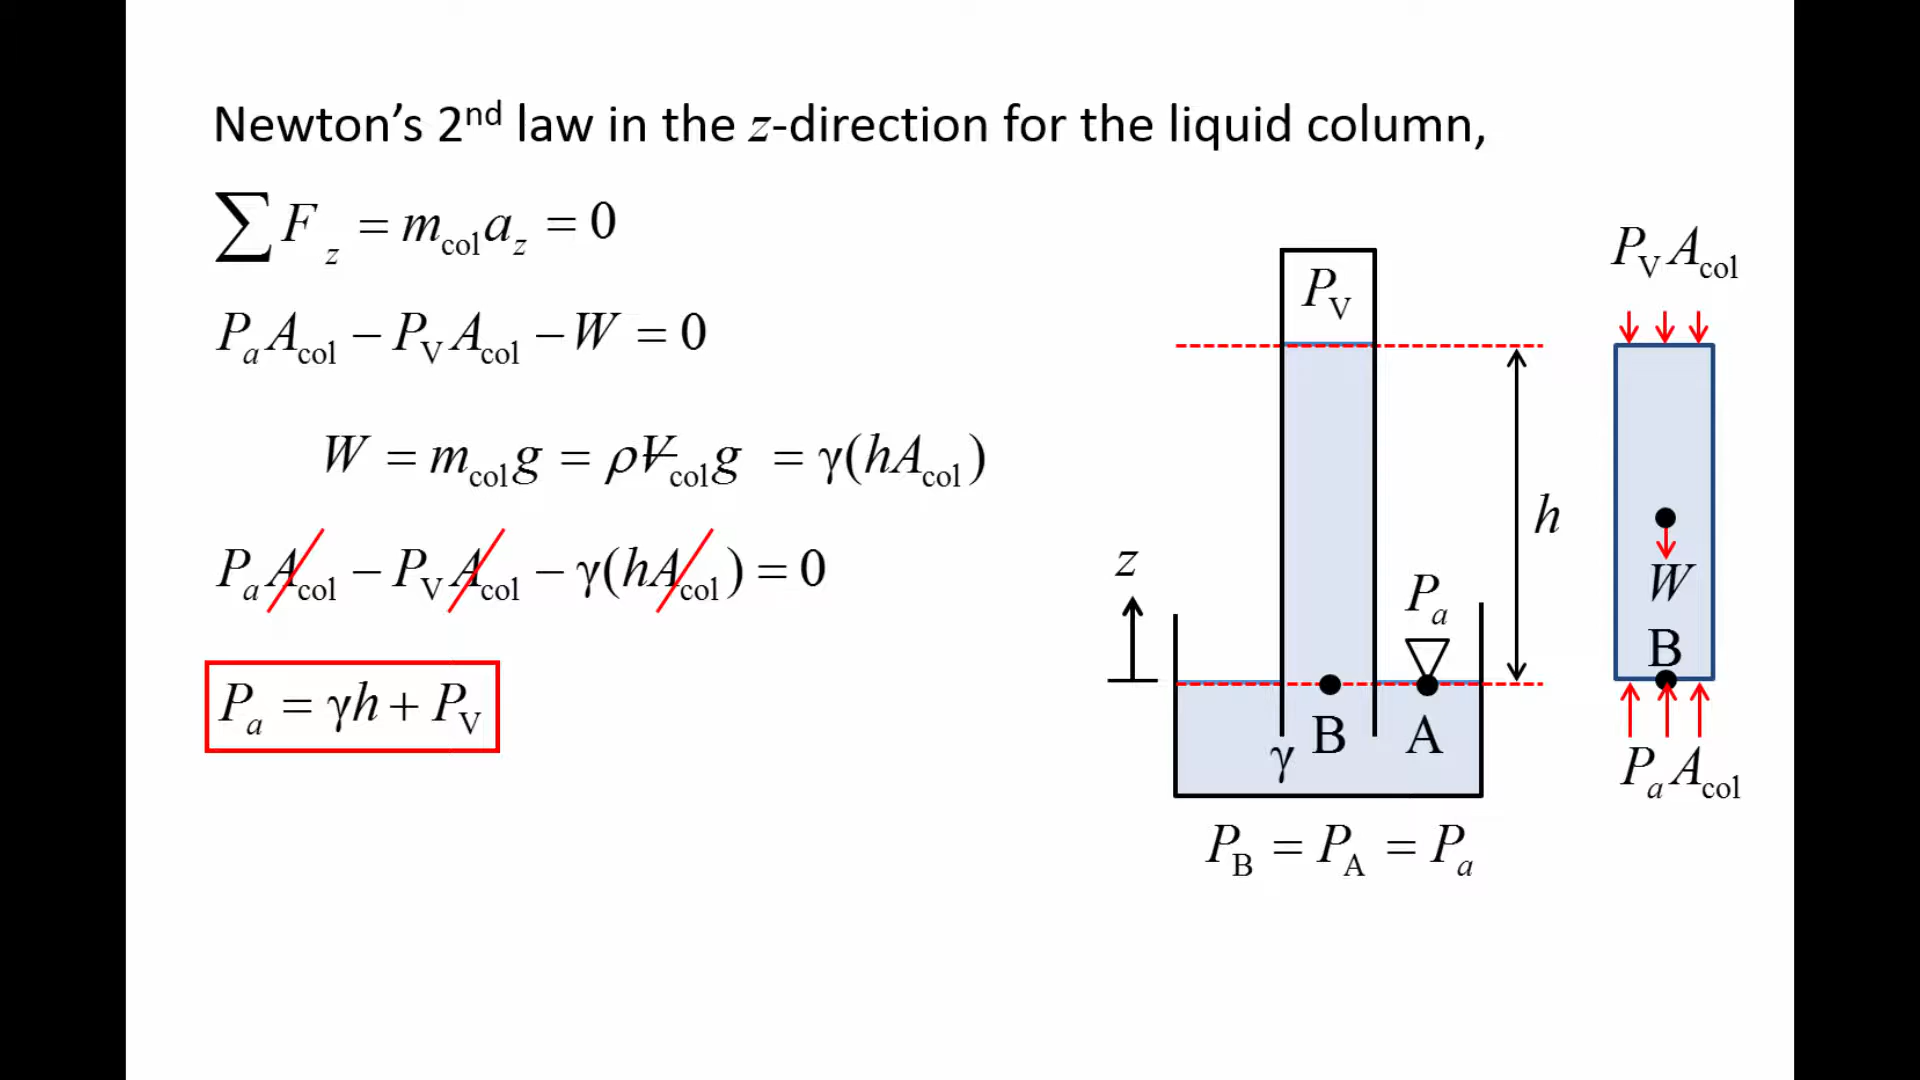 Newton's 2nd law in the z-direction for the liquid column,
∑F_z = m_col a_z = 0
P_a A_col − P_V A_col − W = 0
W = m_col g = ρV̶_col g = γ(hA_col)
P_a A_col − P_V A_col − γ(hA_col) = 0
P_a = γh + P_V
P_V
z
P_a
h
γ
B
A
P_B = P_A = P_a
P_V A_col
W
B
P_a A_col